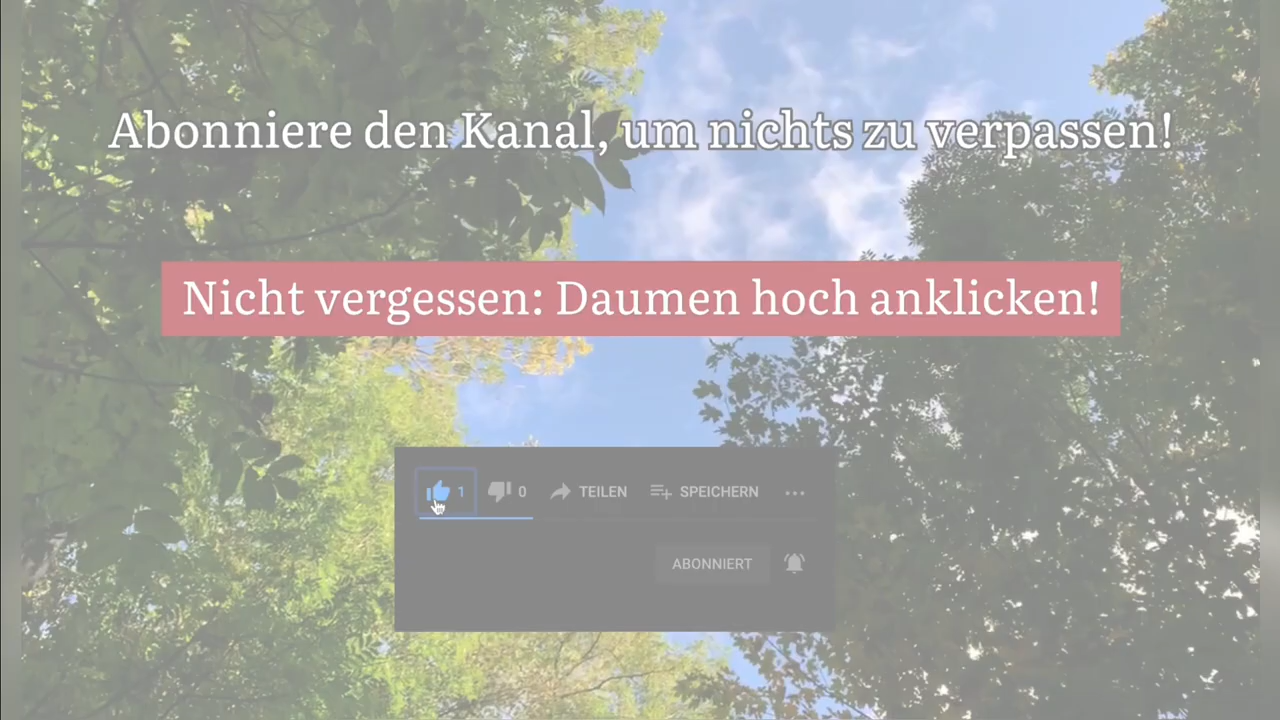 Abonniere den Kanal, um nichts zu verpassen!
Nicht vergessen: Daumen hoch anklicken!
1 0 TEILEN SPEICHERN
ABONNIERT